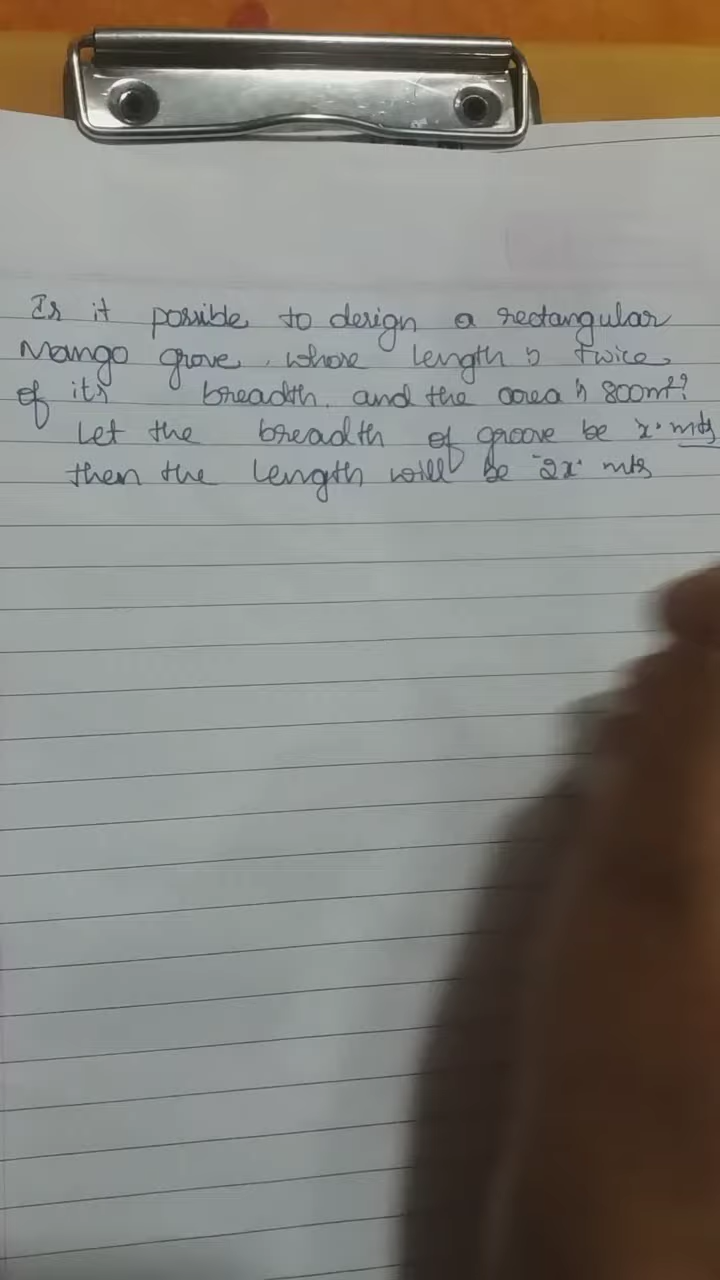 Is it possible to design a rectangular
Mango grove, whose length is twice,
of its breadth, and the area is 800m²?
Let the breadth of groove be 'x' mts
then the length will be '2x' mts